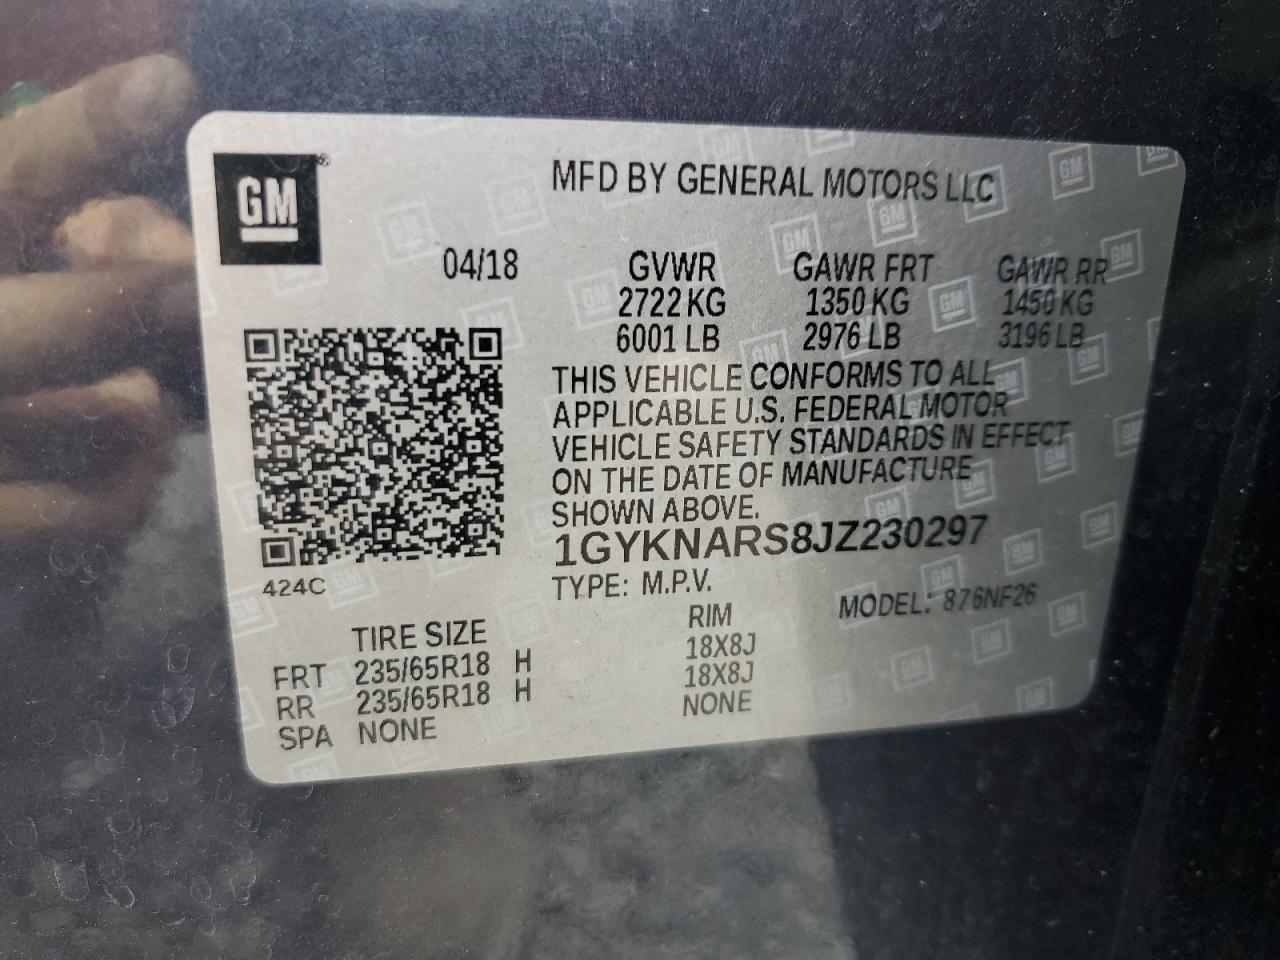 GM
MFD BY GENERAL MOTORS LLC
04/18 GVWR GAWR FRT GAWR RR
2722 KG 1350 KG 1450 KG
6001 LB 2976 LB 3196 LB
THIS VEHICLE CONFORMS TO ALL
APPLICABLE U.S. FEDERAL MOTOR
VEHICLE SAFETY STANDARDS IN EFFECT
ON THE DATE OF MANUFACTURE
SHOWN ABOVE.
1GYKNARS8JZ230297
424C
TYPE: M.P.V. MODEL: 876NF26
TIRE SIZE RIM
FRT 235/65R18 H 18X8J
RR 235/65R18 H 18X8J
SPA NONE NONE